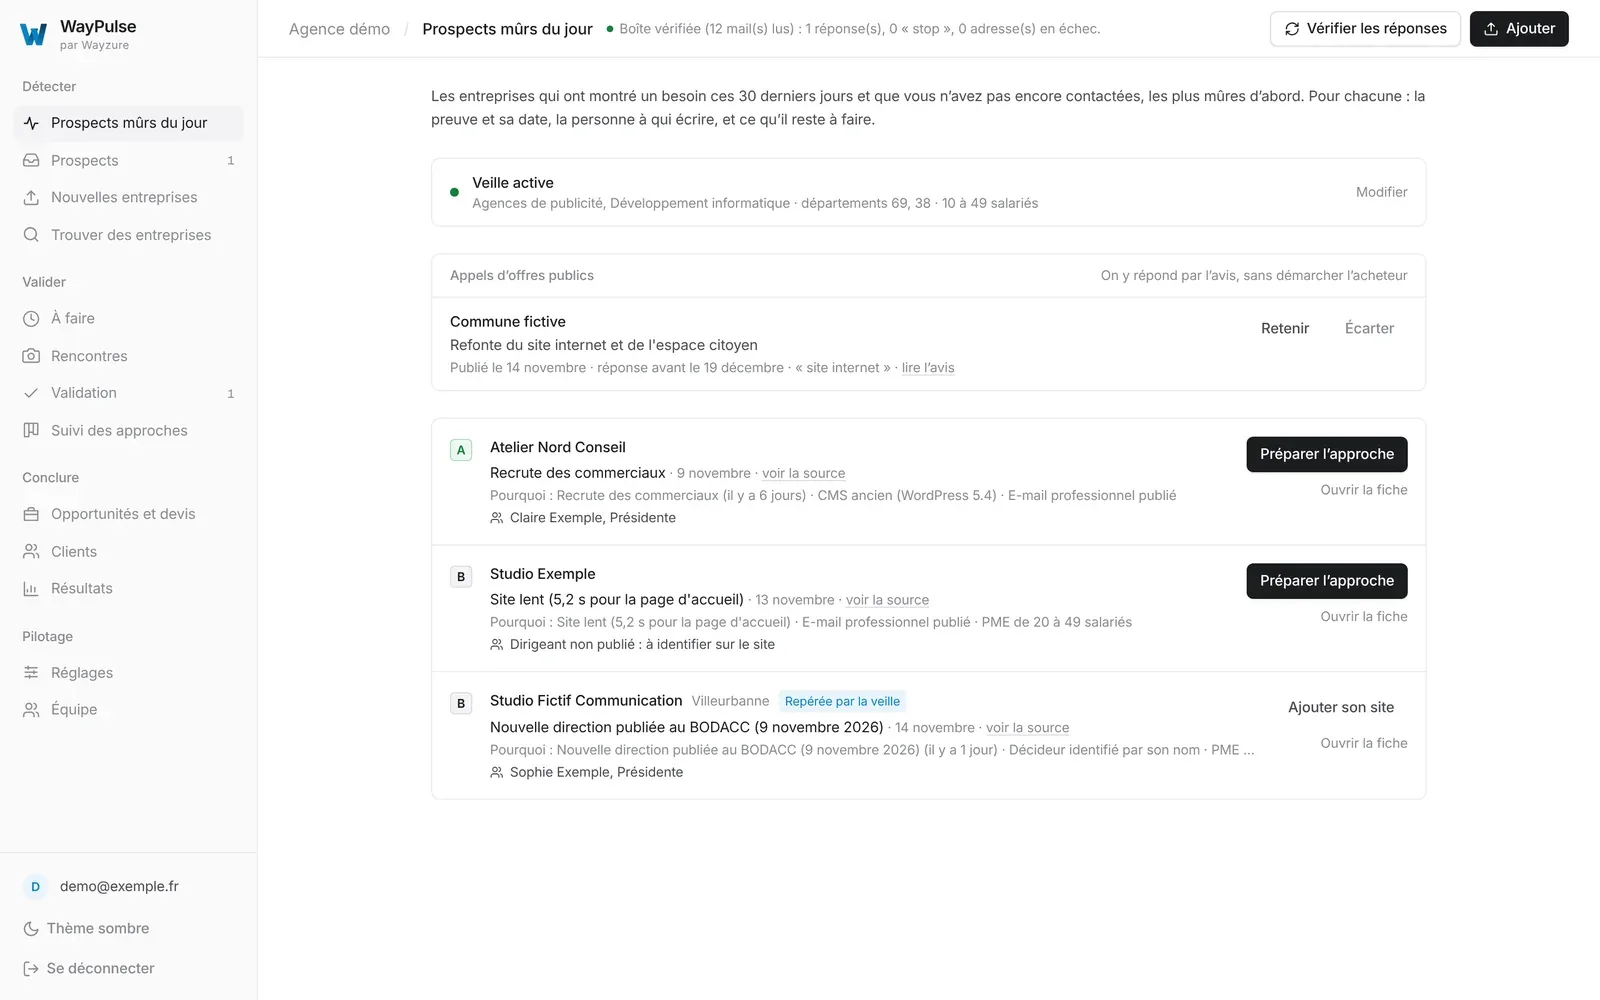 WayPulse
par Wayzure
Détecter
Prospects mûrs du jour
Prospects 1
Nouvelles entreprises
Trouver des entreprises
Valider
À faire
Rencontres
Validation 1
Suivi des approches
Conclure
Opportunités et devis
Clients
Résultats
Pilotage
Réglages
Équipe
D demo@exemple.fr
Thème sombre
Se déconnecter
Agence démo / Prospects mûrs du jour Boîte vérifiée (12 mail(s) lus) : 1 réponse(s), 0 « stop », 0 adresse(s) en échec. Vérifier les réponses Ajouter
Les entreprises qui ont montré un besoin ces 30 derniers jours et que vous n’avez pas encore contactées, les plus mûres d’abord. Pour chacune : la
preuve et sa date, la personne à qui écrire, et ce qu’il reste à faire.
Veille active
Agences de publicité, Développement informatique · départements 69, 38 · 10 à 49 salariés
Modifier
Appels d’offres publics On y répond par l’avis, sans démarcher l’acheteur
Commune fictive
Refonte du site internet et de l'espace citoyen
Publié le 14 novembre · réponse avant le 19 décembre · « site internet » · lire l’avis
Retenir Écarter
A Atelier Nord Conseil
Recrute des commerciaux · 9 novembre · voir la source
Pourquoi : Recrute des commerciaux (il y a 6 jours) · CMS ancien (WordPress 5.4) · E-mail professionnel publié
Claire Exemple, Présidente
Préparer l’approche
Ouvrir la fiche
B Studio Exemple
Site lent (5,2 s pour la page d'accueil) · 13 novembre · voir la source
Pourquoi : Site lent (5,2 s pour la page d'accueil) · E-mail professionnel publié · PME de 20 à 49 salariés
Dirigeant non publié : à identifier sur le site
Préparer l’approche
Ouvrir la fiche
B Studio Fictif Communication Villeurbanne Repérée par la veille
Nouvelle direction publiée au BODACC (9 novembre 2026) · 14 novembre · voir la source
Pourquoi : Nouvelle direction publiée au BODACC (9 novembre 2026) (il y a 1 jour) · Décideur identifié par son nom · PME ...
Sophie Exemple, Présidente
Ajouter son site
Ouvrir la fiche